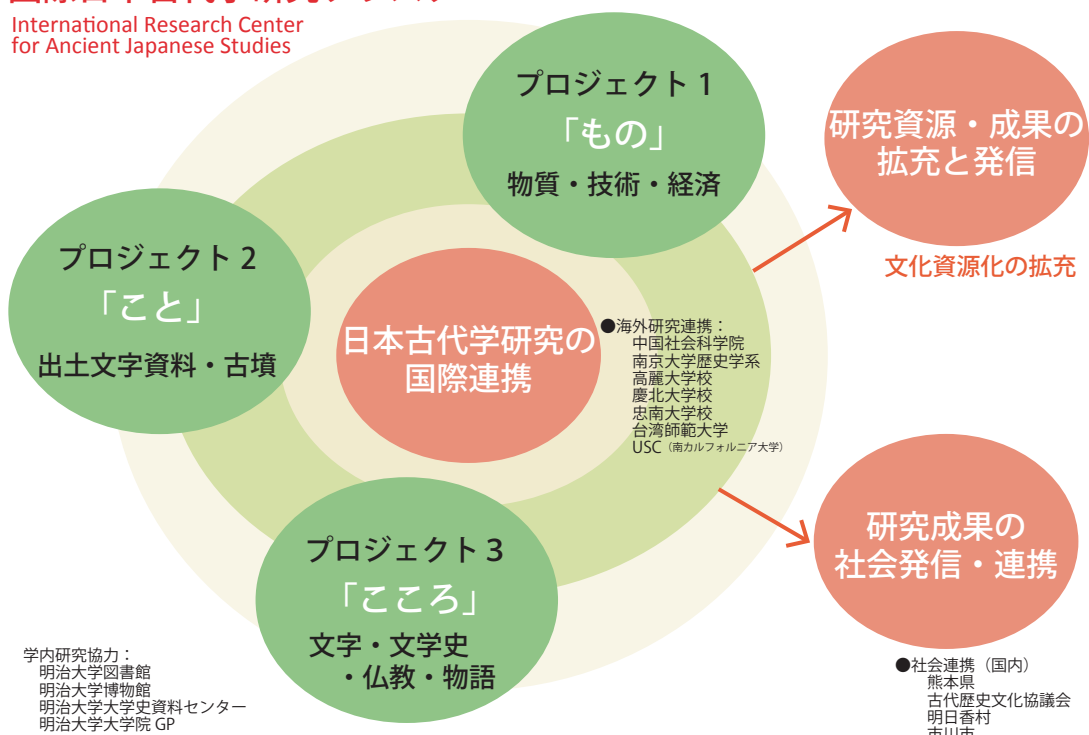 International Research Center
for Ancient Japanese Studies
プロジェクト 1
「もの」
物質・技術・経済
研究資源・成果の
拡充と発信
文化資源化の拡充
プロジェクト 2
「こと」
出土文字資料・古墳
日本古代学研究の
国際連携
●海外研究連携：
中国社会科学院
南京大学歴史学系
高麗大学校
慶北大学校
忠南大学校
台湾師範大学
USC（南カルフォルニア大学）
プロジェクト 3
「こころ」
文字・文学史
・仏教・物語
研究成果の
社会発信・連携
学内研究協力：
明治大学図書館
明治大学博物館
明治大学大学史資料センター
明治大学大学院 GP
●社会連携（国内）
熊本県
古代歴史文化協議会
明日香村